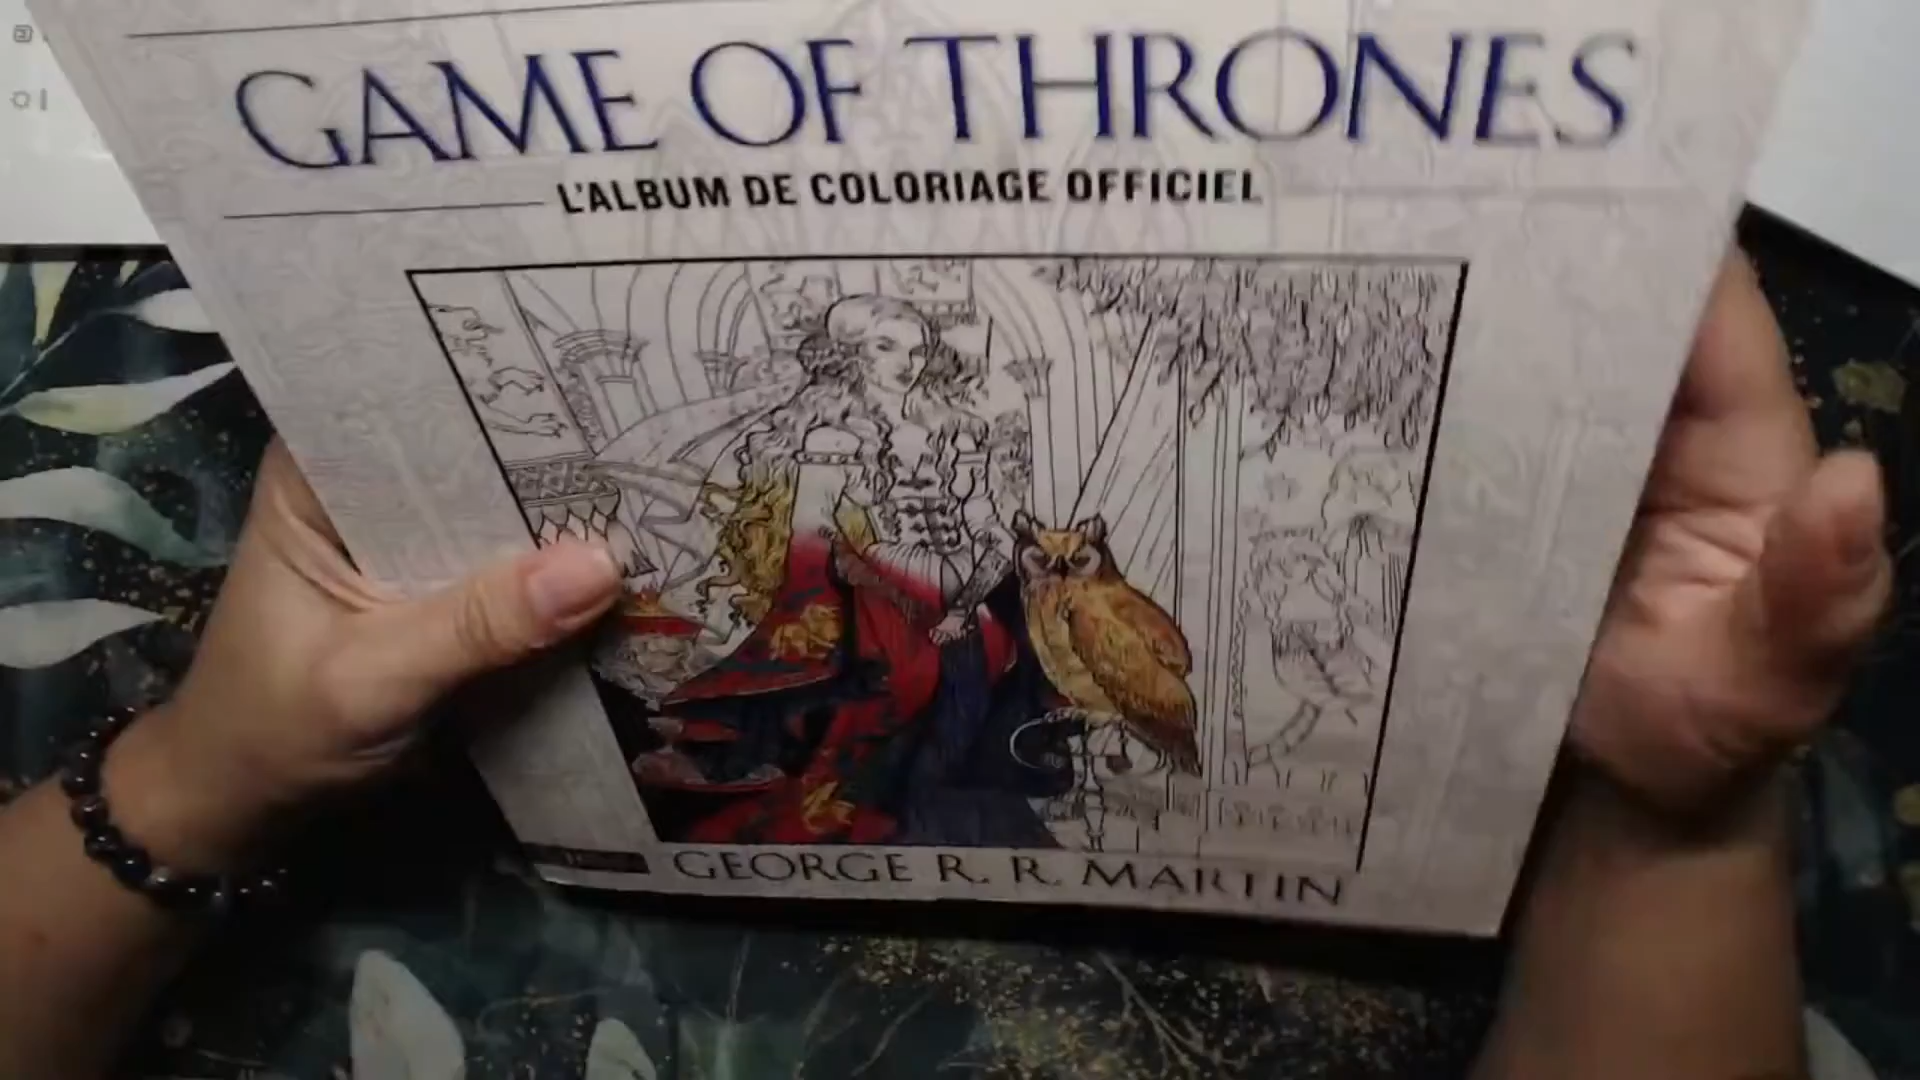 GAME OF THRONES
L'ALBUM DE COLORIAGE OFFICIEL
GEORGE R. R. MARTIN